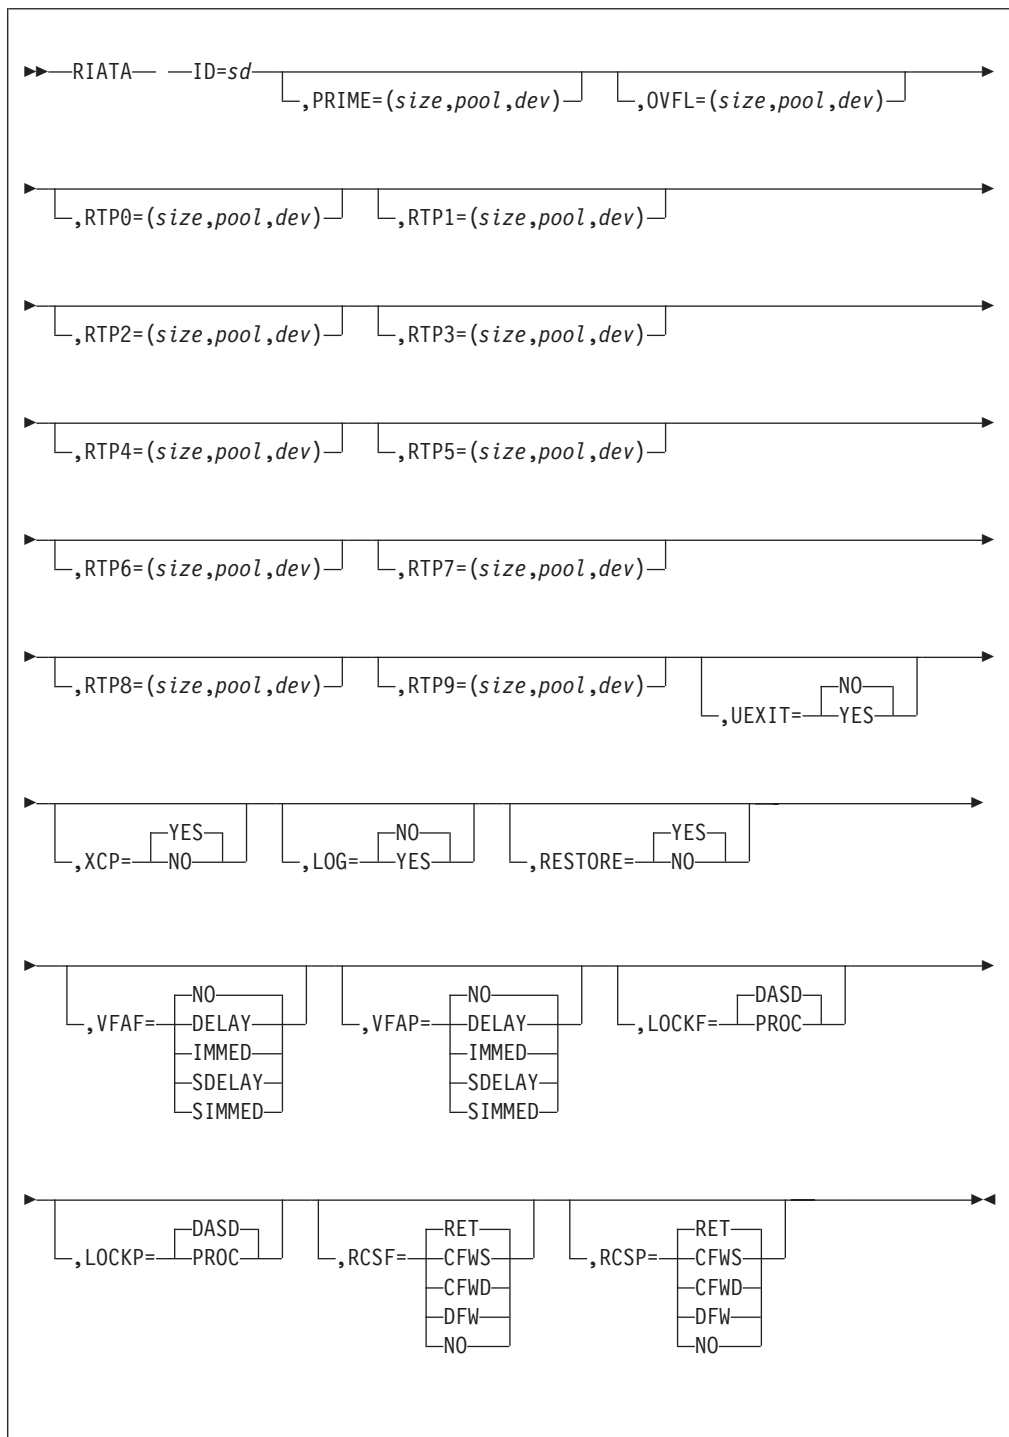 RIATA ID=sd
,PRIME=(size,pool,dev) ,OVFL=(size,pool,dev)
,RTP0=(size,pool,dev) ,RTP1=(size,pool,dev)
,RTP2=(size,pool,dev) ,RTP3=(size,pool,dev)
,RTP4=(size,pool,dev) ,RTP5=(size,pool,dev)
,RTP6=(size,pool,dev) ,RTP7=(size,pool,dev)
,RTP8=(size,pool,dev) ,RTP9=(size,pool,dev) NO
,UEXIT= YES
YES NO YES
,XCP= NO ,LOG= YES ,RESTORE= NO
NO NO DASD
,VFAF= DELAY ,VFAP= DELAY ,LOCKF= PROC
IMMED IMMED
SDELAY SDELAY
SIMMED SIMMED
DASD RET RET
,LOCKP= PROC ,RCSF= CFWS ,RCSP= CFWS
CFWD CFWD
DFW DFW
NO NO